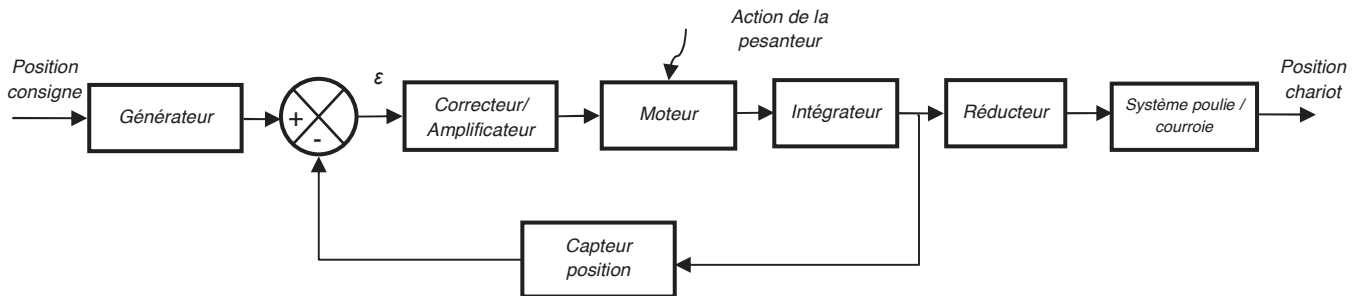 Action de la
pesanteur
Position
consigne
Générateur
+
-
ε
Correcteur/
Amplificateur
Moteur
Intégrateur
Réducteur
Système poulie /
courroie
Position
chariot
Capteur
position